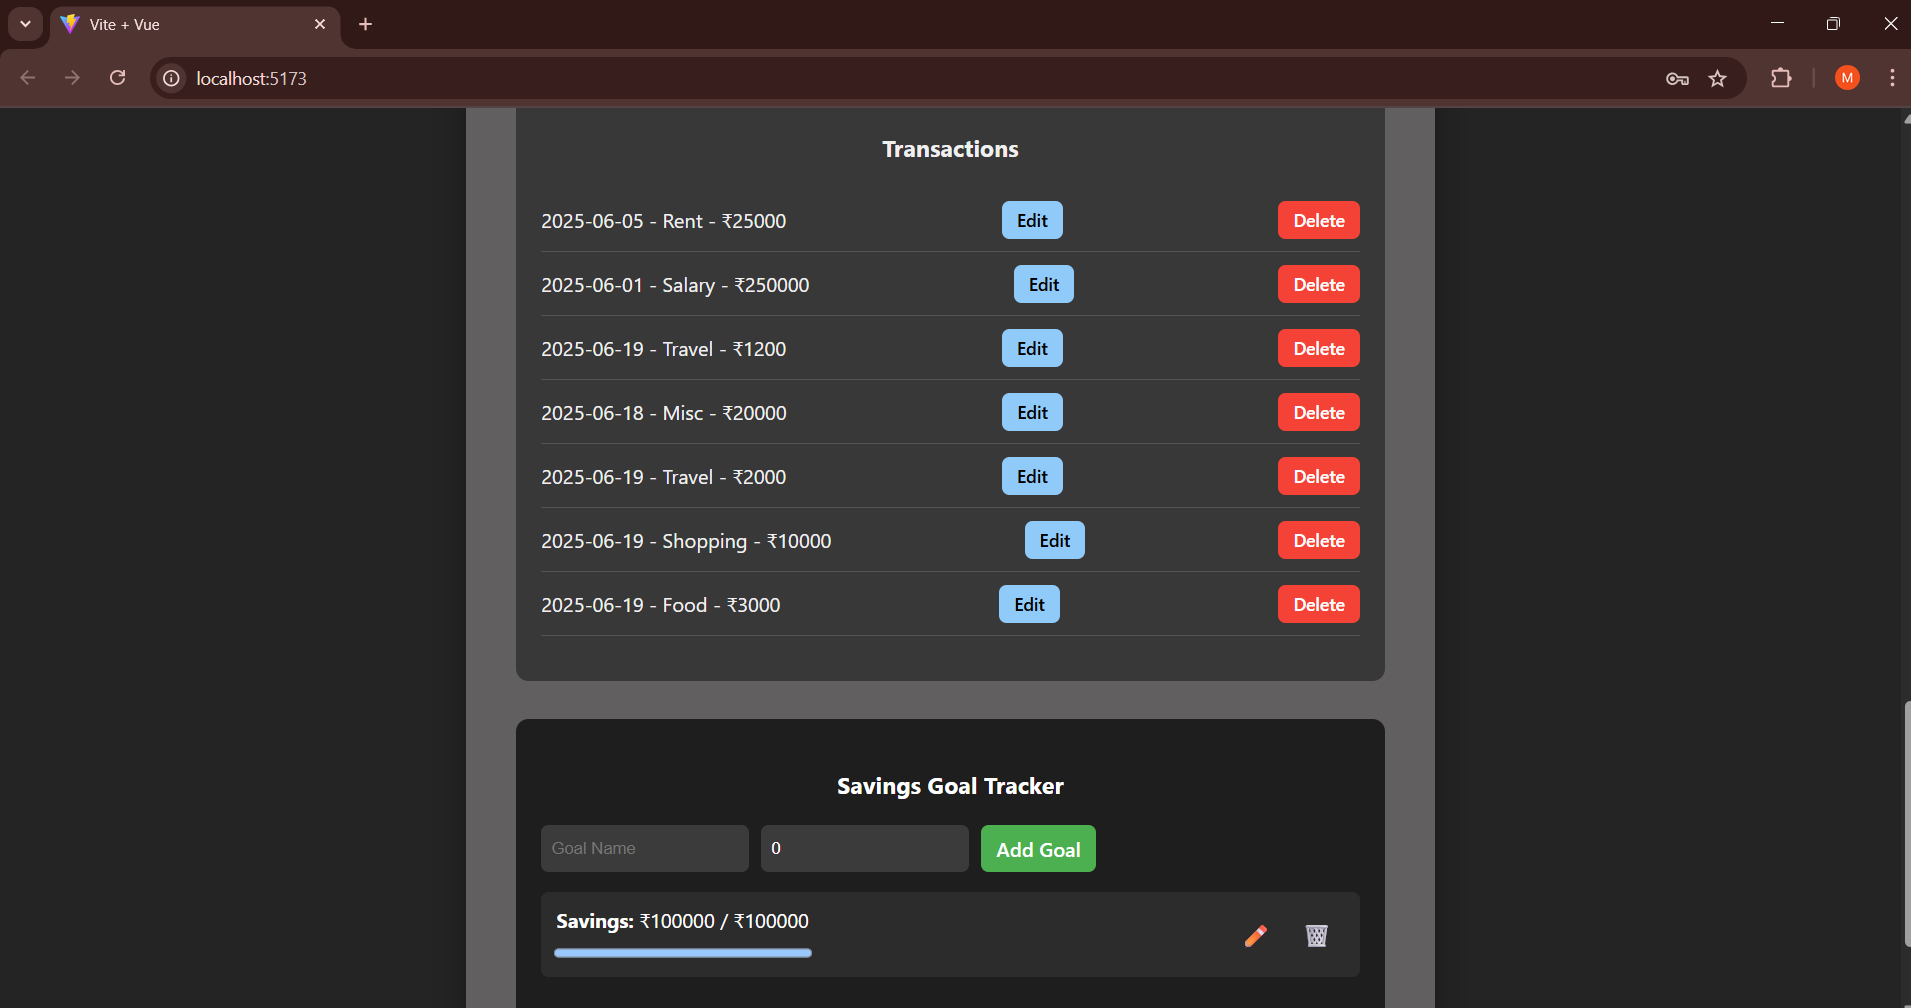 Vite + Vue
localhost:5173
M
Transactions
2025-06-05 - Rent - ₹25000 Edit Delete
2025-06-01 - Salary - ₹250000 Edit Delete
2025-06-19 - Travel - ₹1200 Edit Delete
2025-06-18 - Misc - ₹20000 Edit Delete
2025-06-19 - Travel - ₹2000 Edit Delete
2025-06-19 - Shopping - ₹10000 Edit Delete
2025-06-19 - Food - ₹3000 Edit Delete
Savings Goal Tracker
Goal Name 0 Add Goal
Savings: ₹100000 / ₹100000